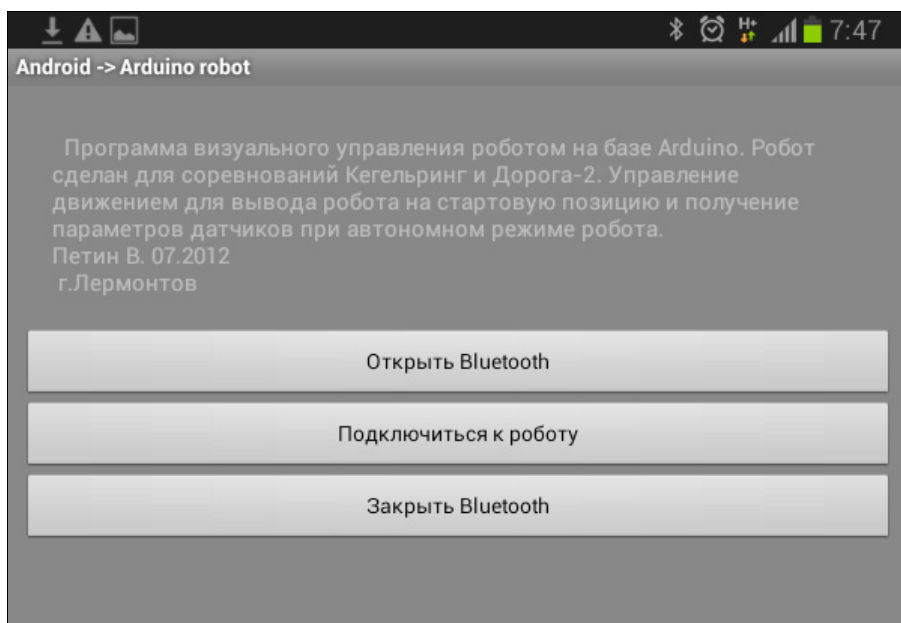 7:47
Android -> Arduino robot
Программа визуального управления роботом на базе Arduino. Робот
сделан для соревнований Кегельринг и Дорога-2. Управление
движением для вывода робота на стартовую позицию и получение
параметров датчиков при автономном режиме робота.
Петин В. 07.2012
г.Лермонтов
Открыть Bluetooth
Подключиться к роботу
Закрыть Bluetooth